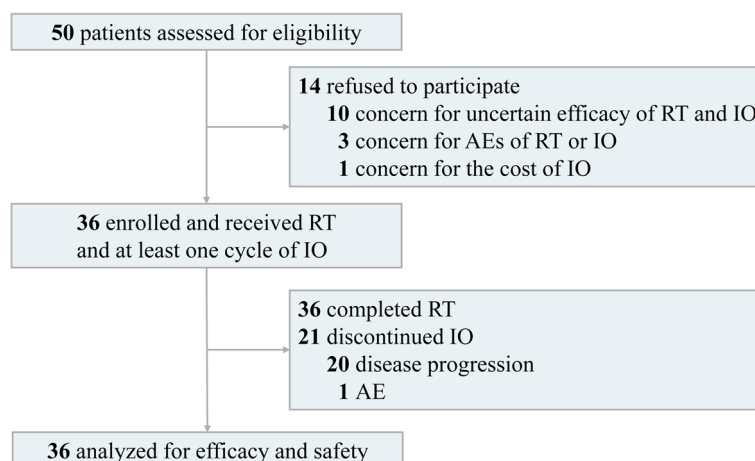 50 patients assessed for eligibility
14 refused to participate
10 concern for uncertain efficacy of RT and IO
3 concern for AEs of RT or IO
1 concern for the cost of IO
36 enrolled and received RT
and at least one cycle of IO
36 completed RT
21 discontinued IO
20 disease progression
1 AE
36 analyzed for efficacy and safety